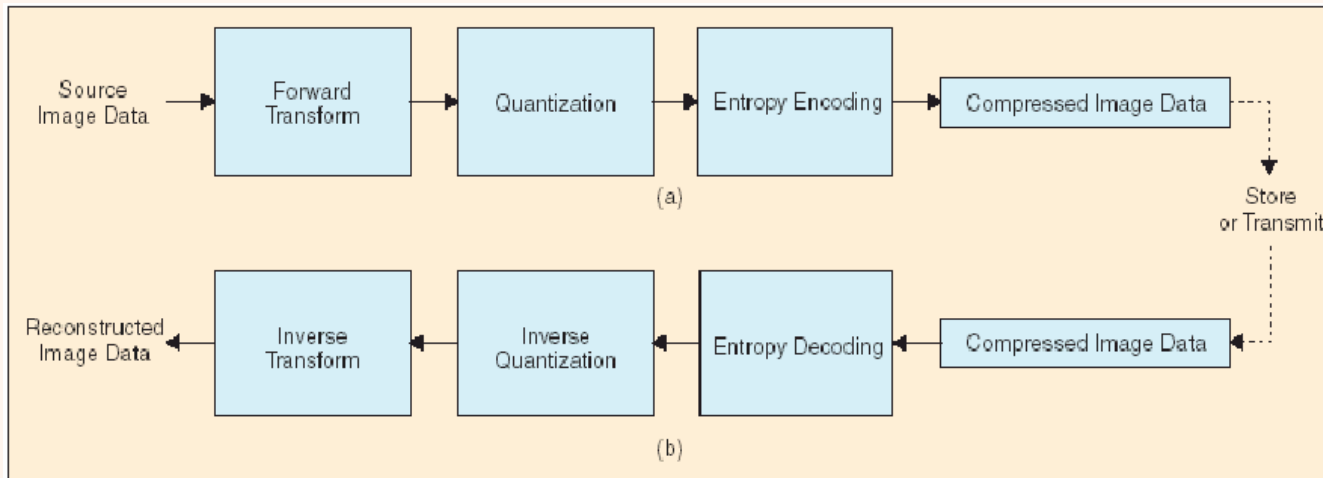 Source
Image Data
Forward
Transform
Quantization
Entropy Encoding
Compressed Image Data
(a)
Store
or Transmit
Reconstructed
Image Data
Inverse
Transform
Inverse
Quantization
Entropy Decoding
Compressed Image Data
(b)